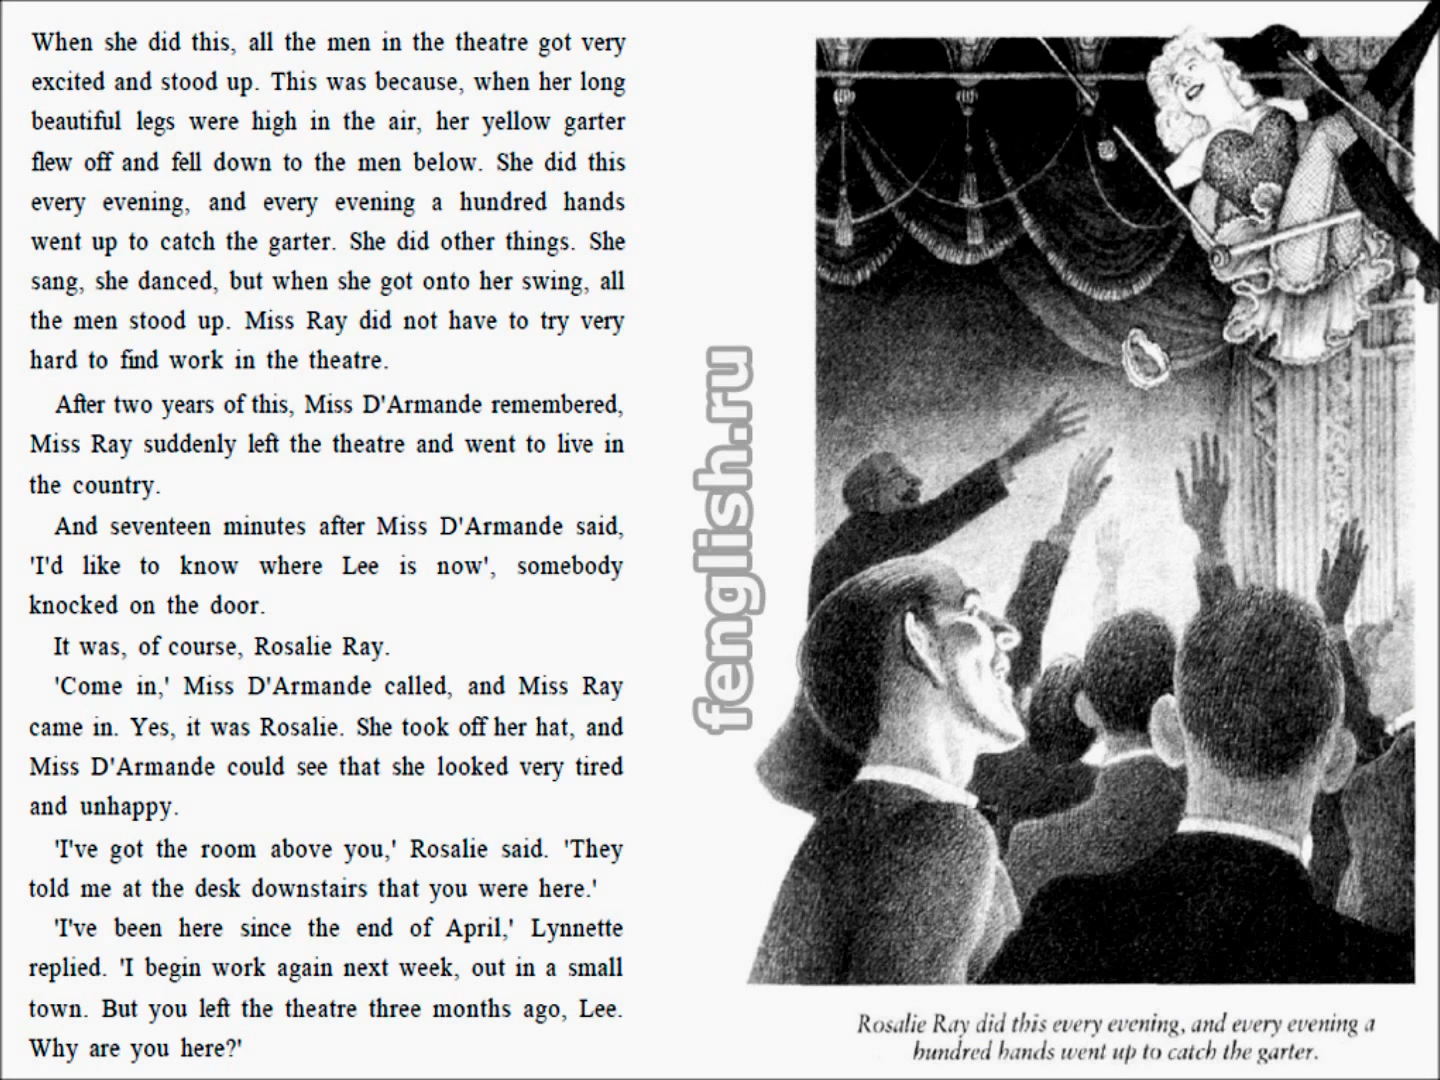 When she did this, all the men in the theatre got very
excited and stood up. This was because, when her long
beautiful legs were high in the air, her yellow garter
flew off and fell down to the men below. She did this
every evening, and every evening a hundred hands
went up to catch the garter. She did other things. She
sang, she danced, but when she got onto her swing, all
the men stood up. Miss Ray did not have to try very
hard to find work in the theatre.
After two years of this, Miss D'Armande remembered,
Miss Ray suddenly left the theatre and went to live in
the country.
And seventeen minutes after Miss D'Armande said,
'I'd like to know where Lee is now', somebody
knocked on the door.
It was, of course, Rosalie Ray.
'Come in,' Miss D'Armande called, and Miss Ray
came in. Yes, it was Rosalie. She took off her hat, and
Miss D'Armande could see that she looked very tired
and unhappy.
'I've got the room above you,' Rosalie said. 'They
told me at the desk downstairs that you were here.'
'I've been here since the end of April,' Lynnette
replied. 'I begin work again next week, out in a small
town. But you left the theatre three months ago, Lee.
Why are you here?'
fenglish.ru
Rosalie Ray did this every evening, and every evening a
hundred hands went up to catch the garter.